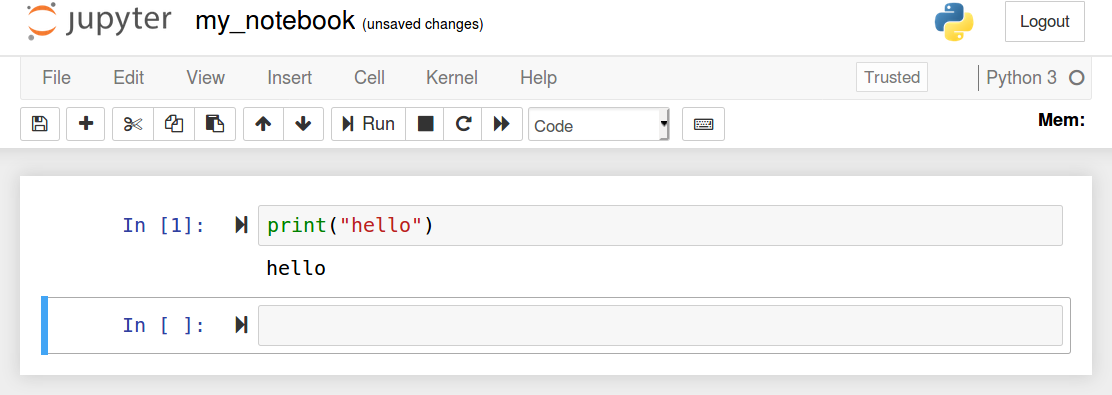 jupyter my_notebook (unsaved changes) Logout
File Edit View Insert Cell Kernel Help Trusted Python 3
Run Code Mem:
In [1]: print("hello")
hello
In [ ]: